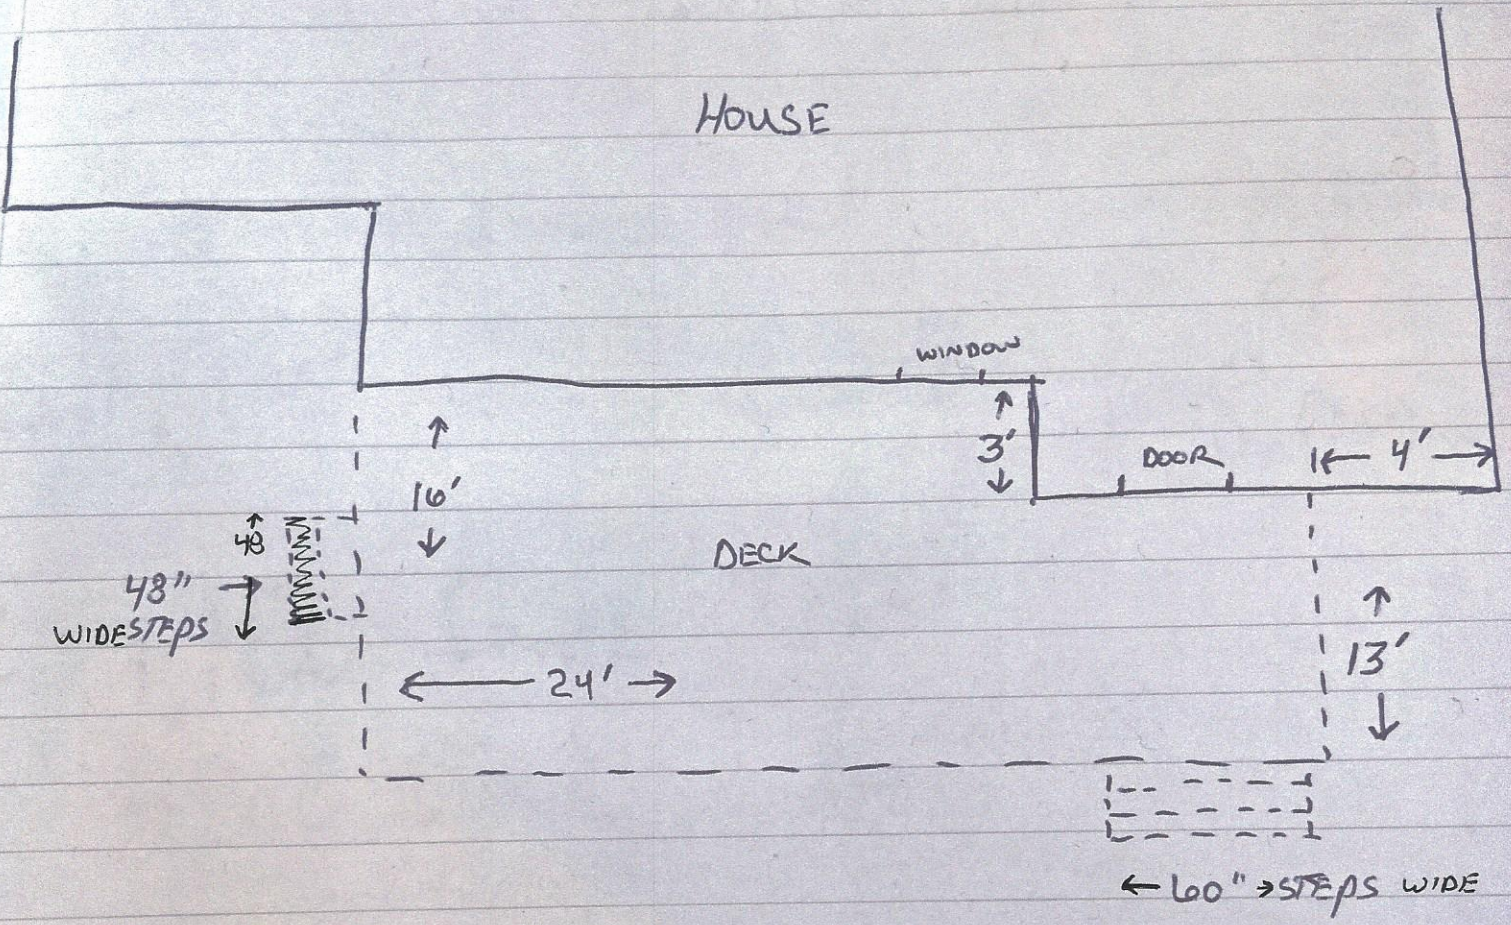 HOUSE
WINDOW
3'
DOOR
4'
16'
48
DECK
48"
WIDE STEPS
24'
13'
60" STEPS WIDE